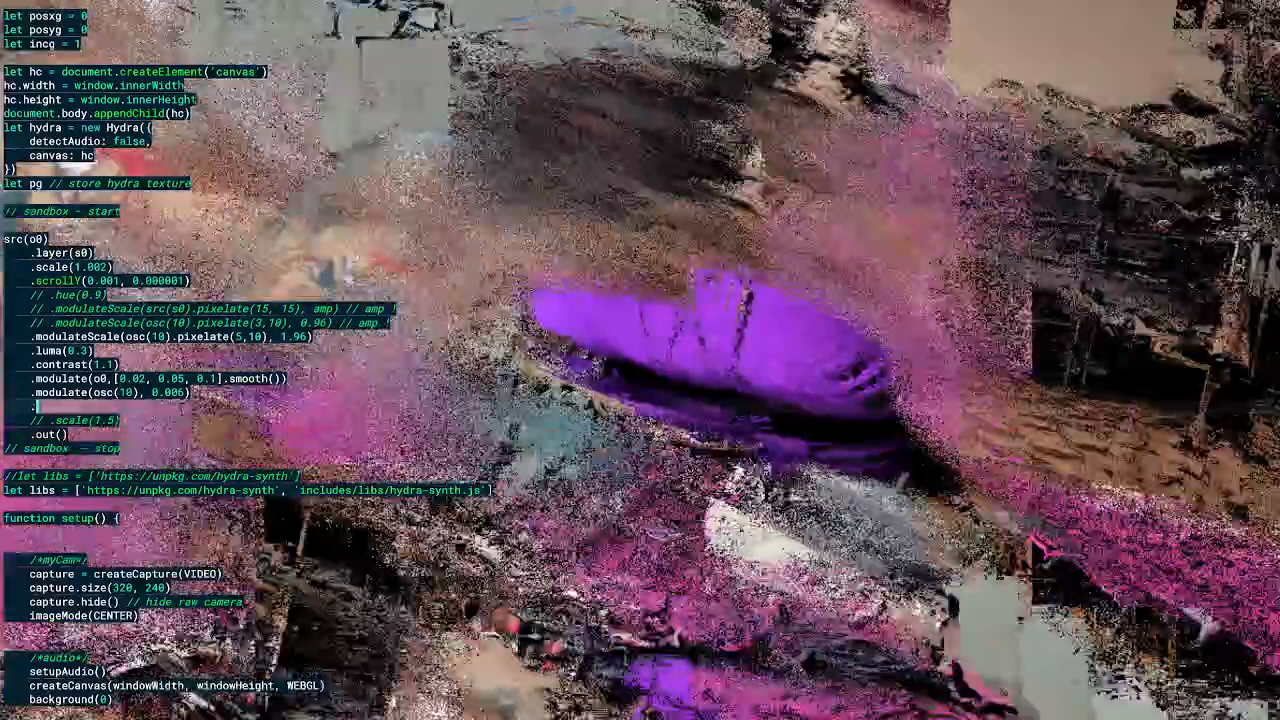 let posxg = 0
let posyg = 0
let incg = 1
let hc = document.createElement('canvas')
hc.width = window.innerWidth
hc.height = window.innerHeight
document.body.appendChild(hc)
let hydra = new Hydra({
detectAudio: false,
canvas: hc
})
let pg // store hydra texture
// sandbox - start
src(o0)
.layer(s0)
.scale(1.002)
.scrollY(0.001, 0.000001)
// .hue(0.9)
// .modulateScale(src(s0).pixelate(15, 15), amp) // amp !
// .modulateScale(osc(10).pixelate(3,10), 0.96) // amp !
.modulateScale(osc(10).pixelate(5,10), 1.96)
.luma(0.3)
.contrast(1.1)
.modulate(o0,[0.02, 0.05, 0.1].smooth())
.modulate(osc(10), 0.006)
.
// .scale(1.5)
.out()
// sandbox - stop
//let libs = ['https://unpkg.com/hydra-synth']
let libs = ['https://unpkg.com/hydra-synth', 'includes/libs/hydra-synth.js']
function setup() {
/*myCam*/
capture = createCapture(VIDEO)
capture.size(320, 240)
capture.hide() // hide raw camera
imageMode(CENTER)
/*audio*/
setupAudio()
createCanvas(windowWidth, windowHeight, WEBGL)
background(0)